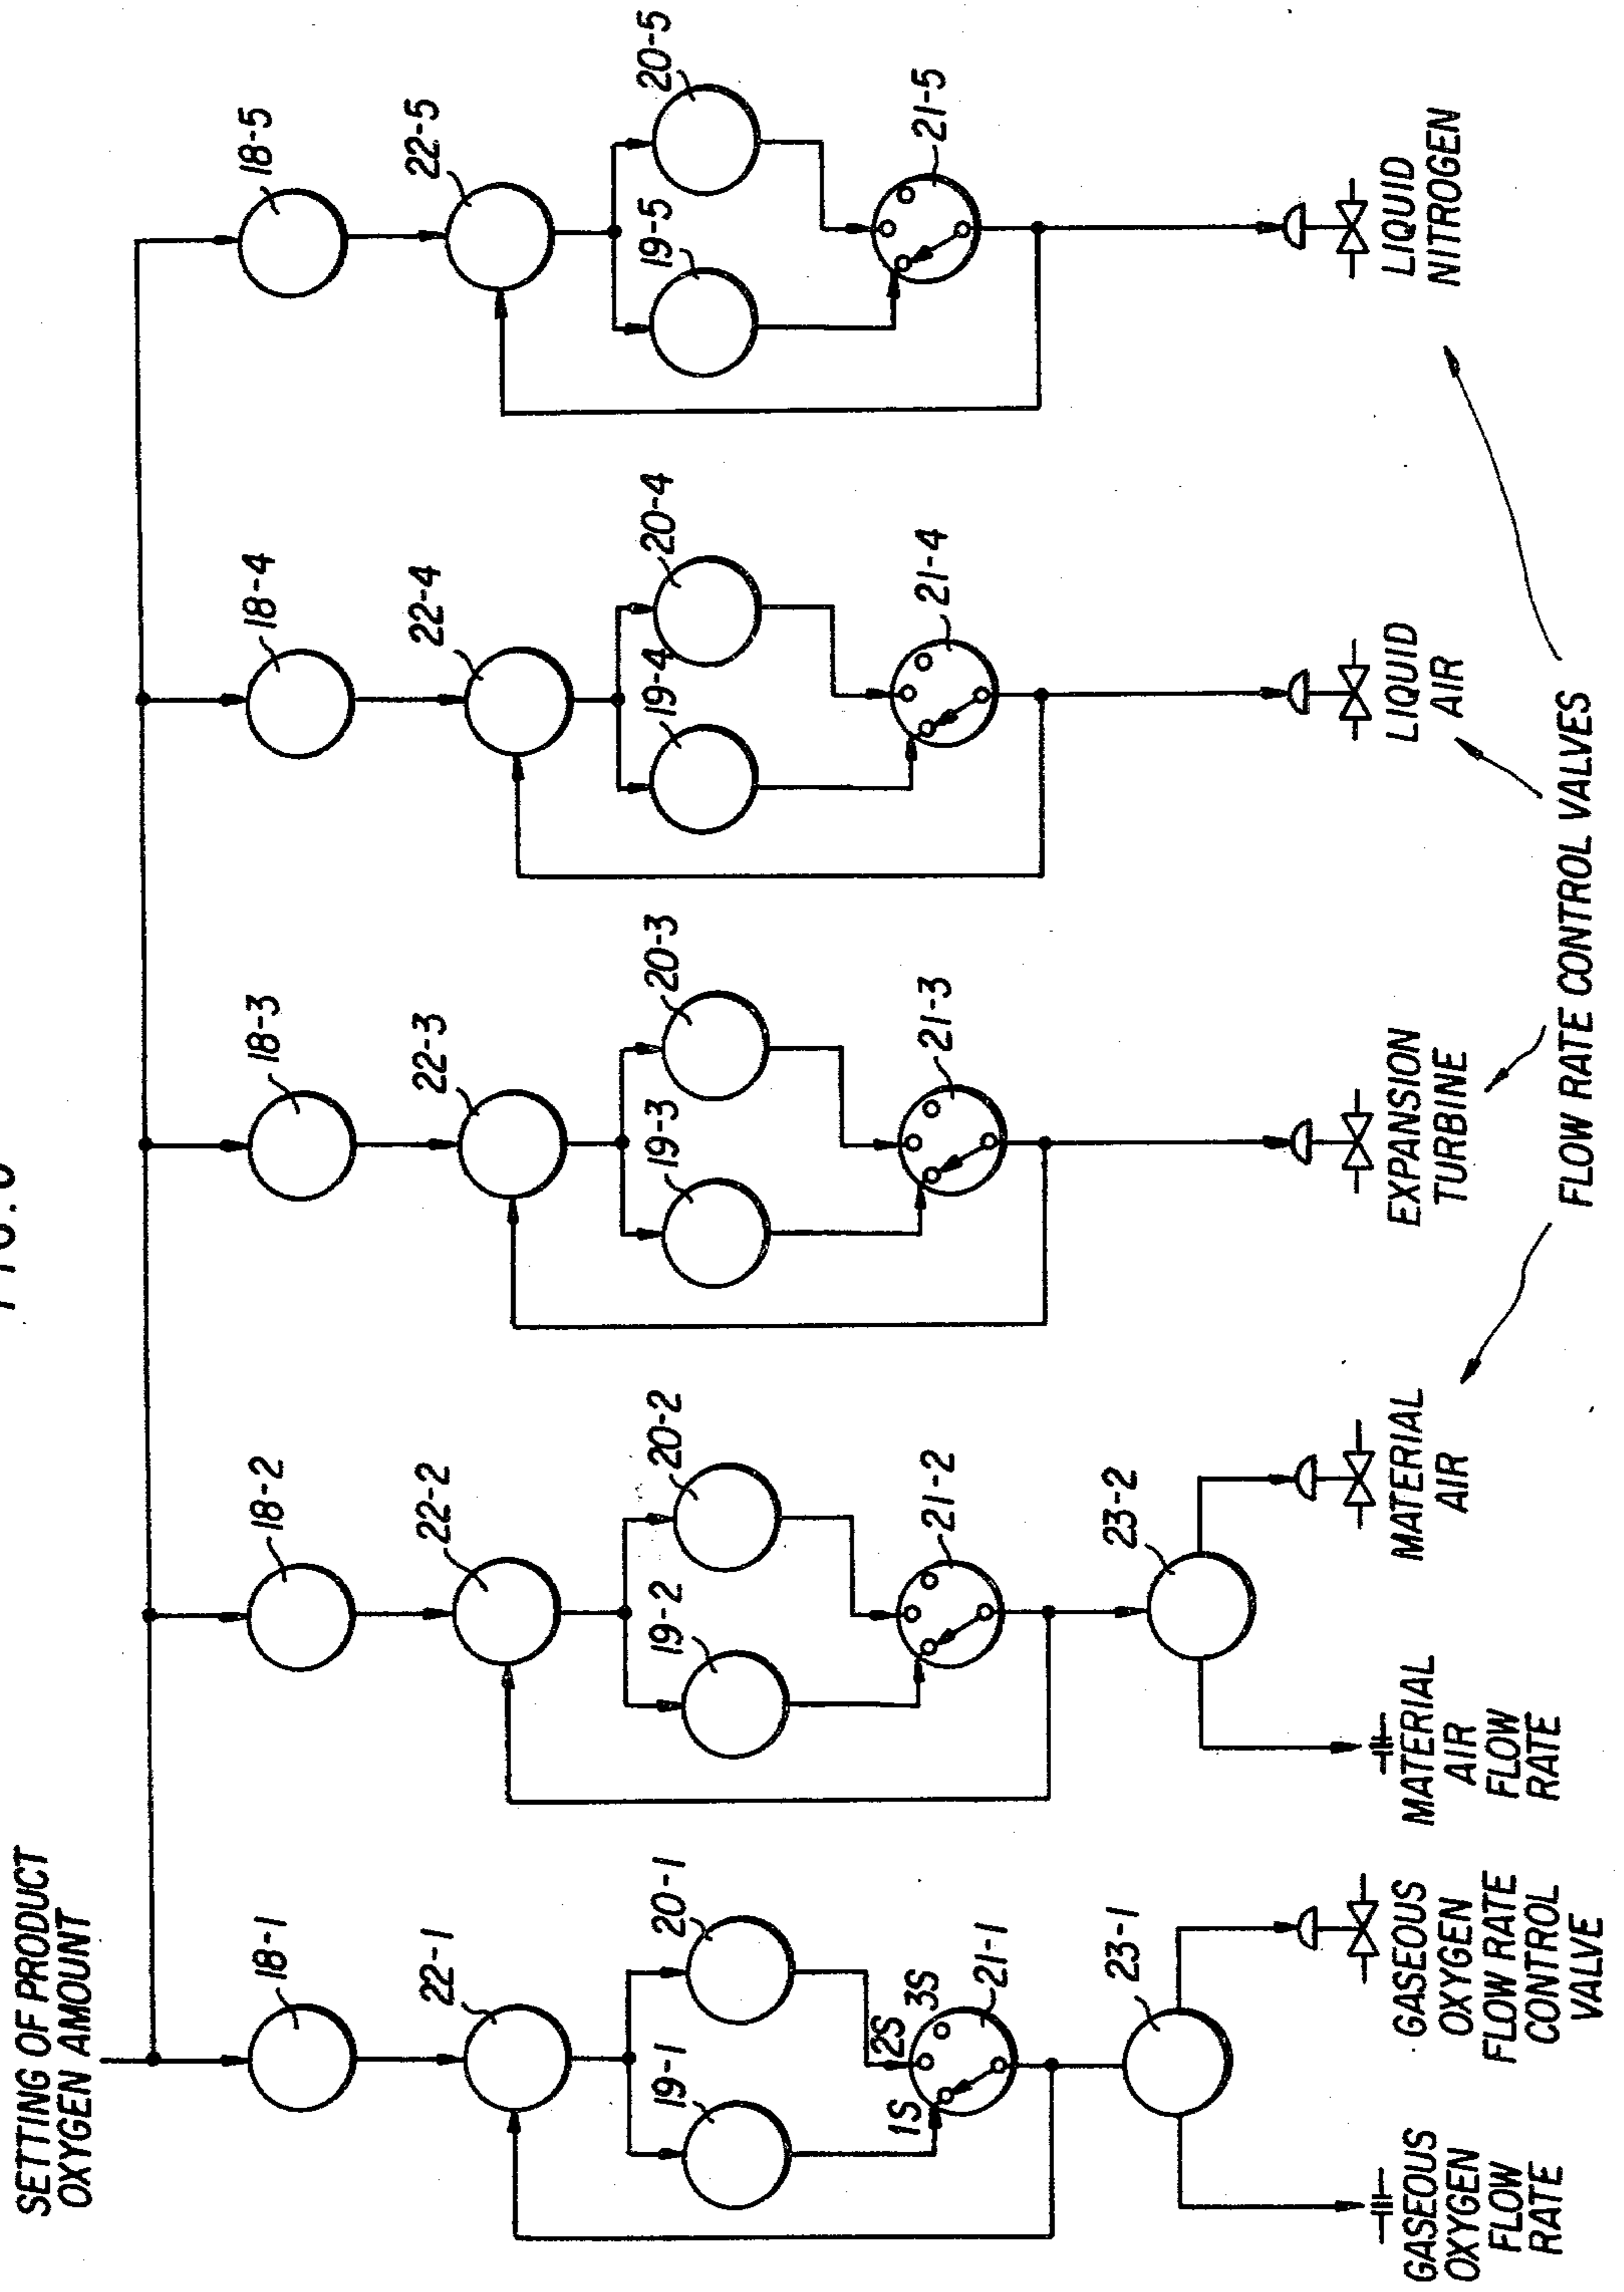 SETTING OF PRODUCT
OXYGEN AMOUNT
18-1
18-2
18-3
18-4
18-5
22-1
22-2
22-3
22-4
22-5
19-1
20-1
19-2
20-2
19-3
20-3
19-4
20-4
19-5
20-5
1S
2S
3S
21-1
21-2
21-3
21-4
21-5
23-1
23-2
GASEOUS
OXYGEN
FLOW
RATE
GASEOUS
OXYGEN
FLOW RATE
CONTROL
VALVE
MATERIAL
AIR
FLOW
RATE
MATERIAL
AIR
EXPANSION
TURBINE
LIQUID
AIR
LIQUID
NITROGEN
FLOW RATE CONTROL VALVES